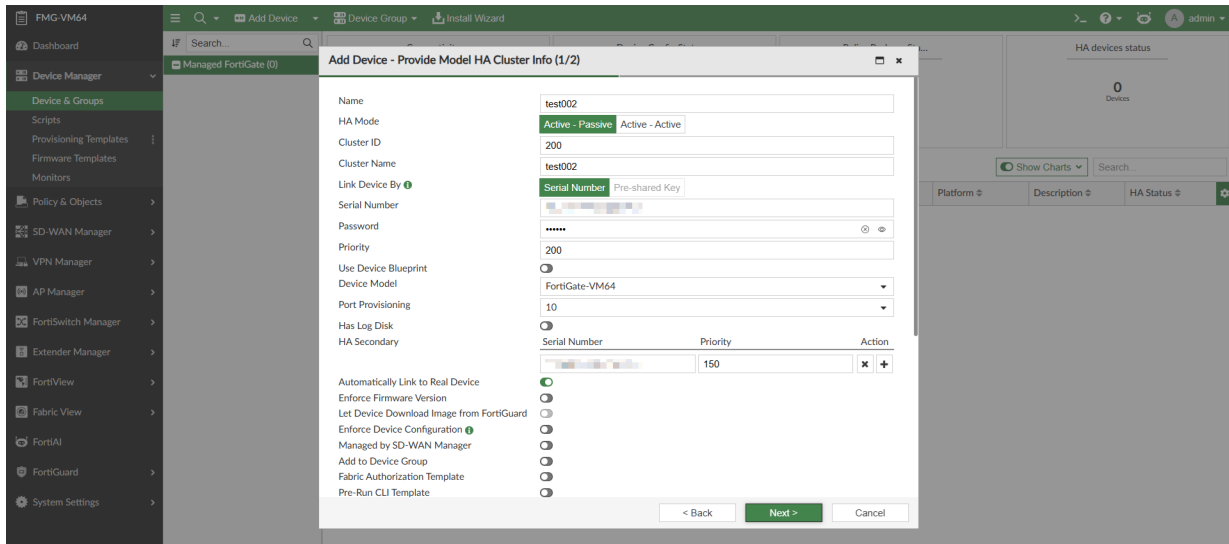 FMG-VM64
Add Device
Device Group
Install Wizard
>_
A admin
Dashboard
Device Manager
Device & Groups
Scripts
Provisioning Templates
Firmware Templates
Monitors
Policy & Objects
SD-WAN Manager
VPN Manager
AP Manager
FortiSwitch Manager
Extender Manager
FortiView
Fabric View
FortiAI
FortiGuard
System Settings
Search...
Managed FortiGate (0)
HA devices status
0
Devices
Show Charts
Search...
Platform
Description
HA Status
Add Device - Provide Model HA Cluster Info (1/2)
Name test002
HA Mode Active - Passive Active - Active
Cluster ID 200
Cluster Name test002
Link Device By Serial Number Pre-shared Key
Serial Number
Password ••••••
Priority 200
Use Device Blueprint
Device Model FortiGate-VM64
Port Provisioning 10
Has Log Disk
HA Secondary Serial Number Priority Action
150
Automatically Link to Real Device
Enforce Firmware Version
Let Device Download Image from FortiGuard
Enforce Device Configuration
Managed by SD-WAN Manager
Add to Device Group
Fabric Authorization Template
Pre-Run CLI Template
< Back Next > Cancel